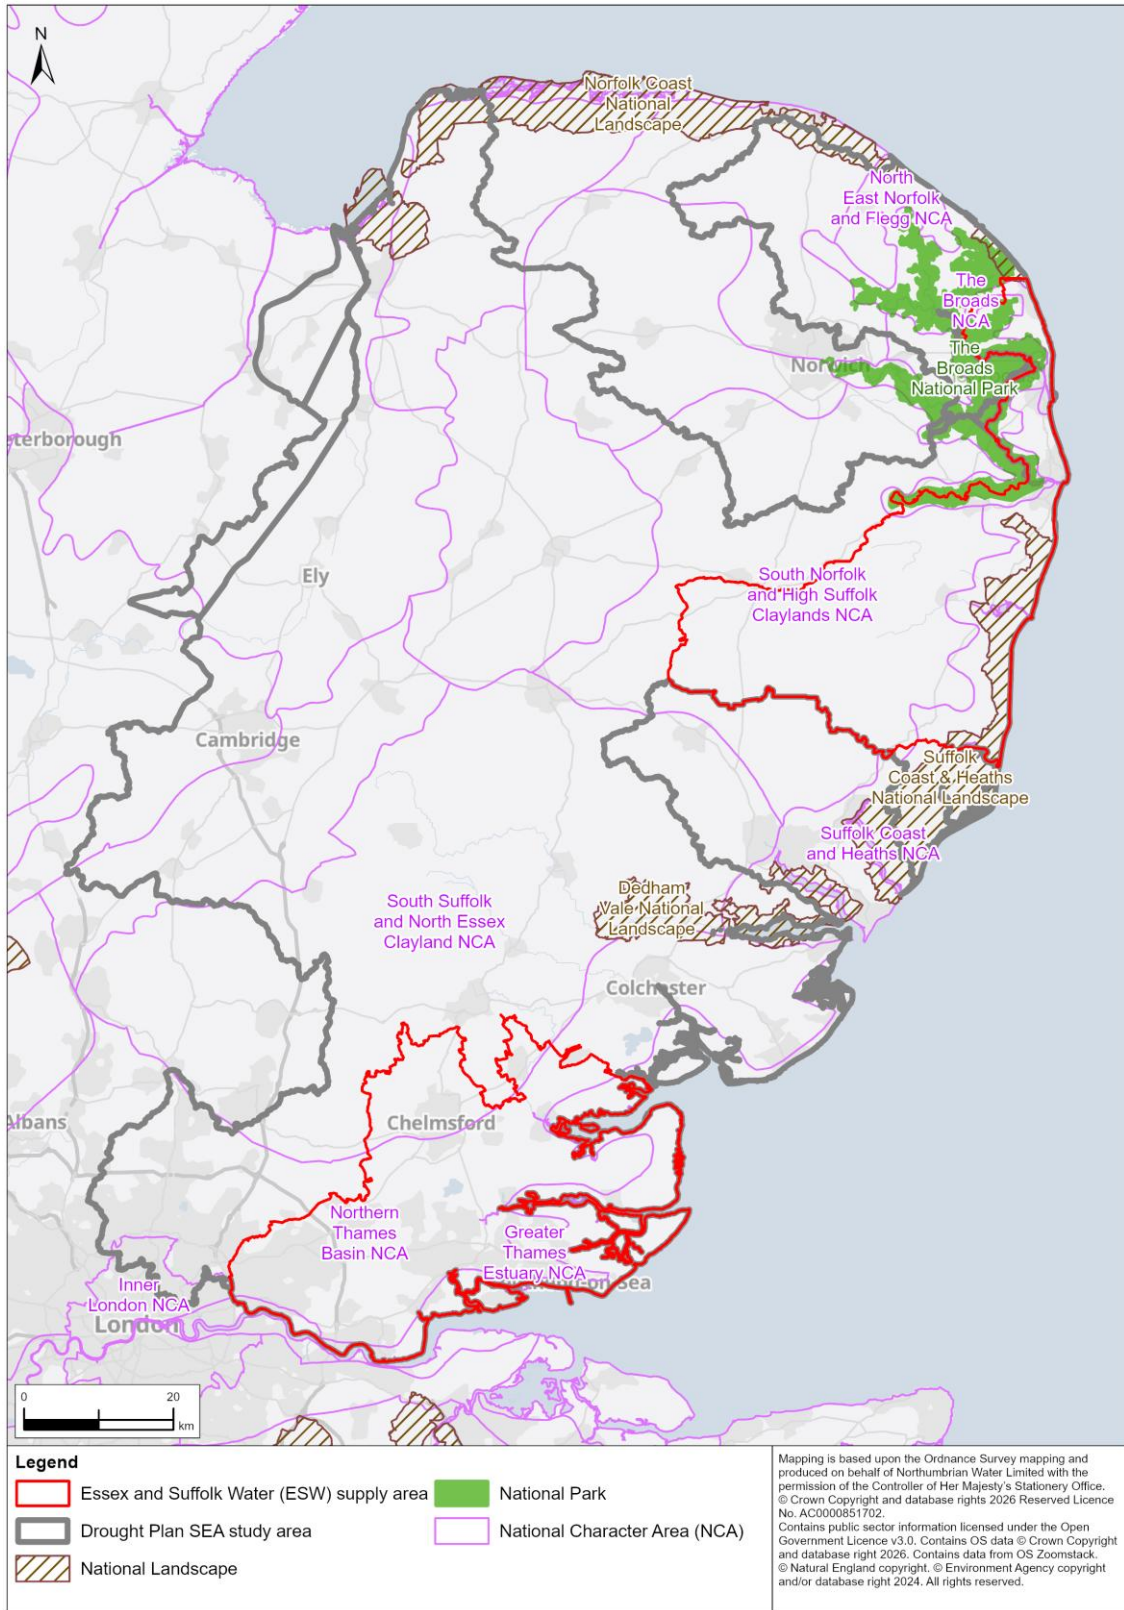 N
Norfolk Coast
National
Landscape
North
East Norfolk
and Flegg NCA
The
Broads
NCA
The
Broads
National Park
Norwich
terborough
Ely
South Norfolk
and High Suffolk
Claylands NCA
Cambridge
Suffolk
Coast & Heaths
National Landscape
Suffolk Coast
and Heaths NCA
Dedham
Vale National
Landscape
South Suffolk
and North Essex
Clayland NCA
Colchester
Chelmsford
Albans
Northern
Thames
Basin NCA
Greater
Thames
Estuary NCA
on-Sea
Inner
London NCA
London
0 20
km
Legend
Essex and Suffolk Water (ESW) supply area
National Park
Drought Plan SEA study area
National Character Area (NCA)
National Landscape
Mapping is based upon the Ordnance Survey mapping and
produced on behalf of Northumbrian Water Limited with the
permission of the Controller of Her Majesty's Stationery Office.
© Crown Copyright and database rights 2026 Reserved Licence
No. AC0000851702.
Contains public sector information licensed under the Open
Government Licence v3.0. Contains OS data © Crown Copyright
and database right 2026. Contains data from OS Zoomstack.
© Natural England copyright. © Environment Agency copyright
and/or database right 2024. All rights reserved.